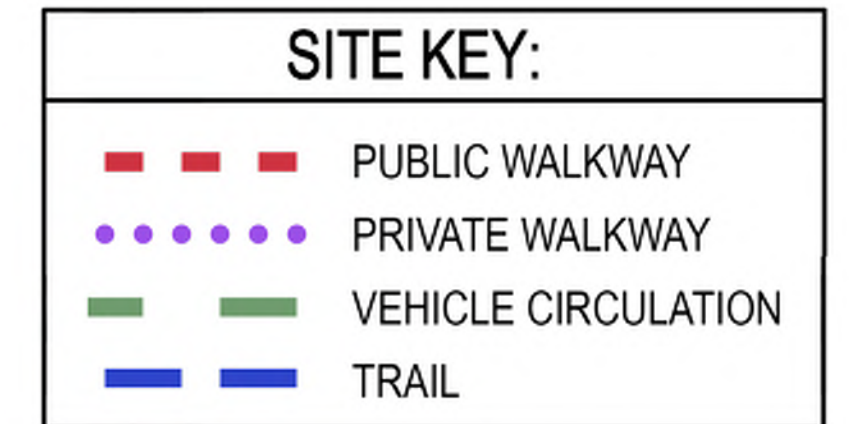 SITE KEY:
PUBLIC WALKWAY
PRIVATE WALKWAY
VEHICLE CIRCULATION
TRAIL